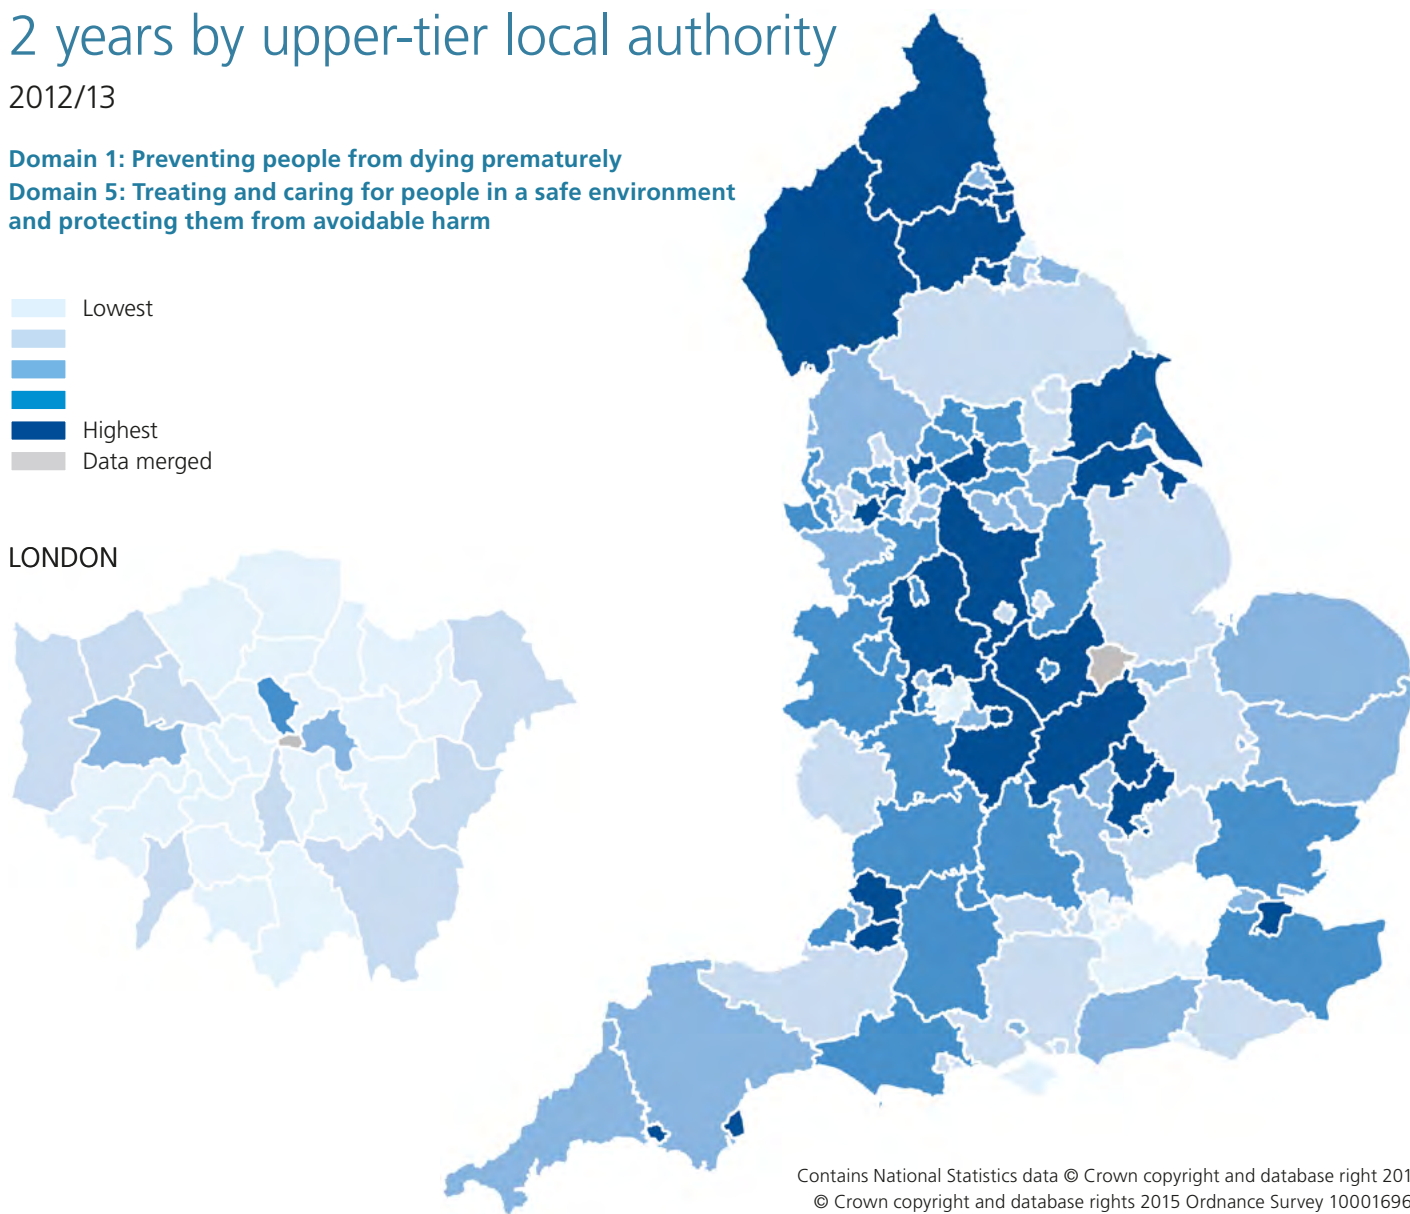 2 years by upper-tier local authority
2012/13
Domain 1: Preventing people from dying prematurely
Domain 5: Treating and caring for people in a safe environment
and protecting them from avoidable harm
Lowest
Highest
Data merged
LONDON
Contains National Statistics data © Crown copyright and database right 201
© Crown copyright and database rights 2015 Ordnance Survey 10001696